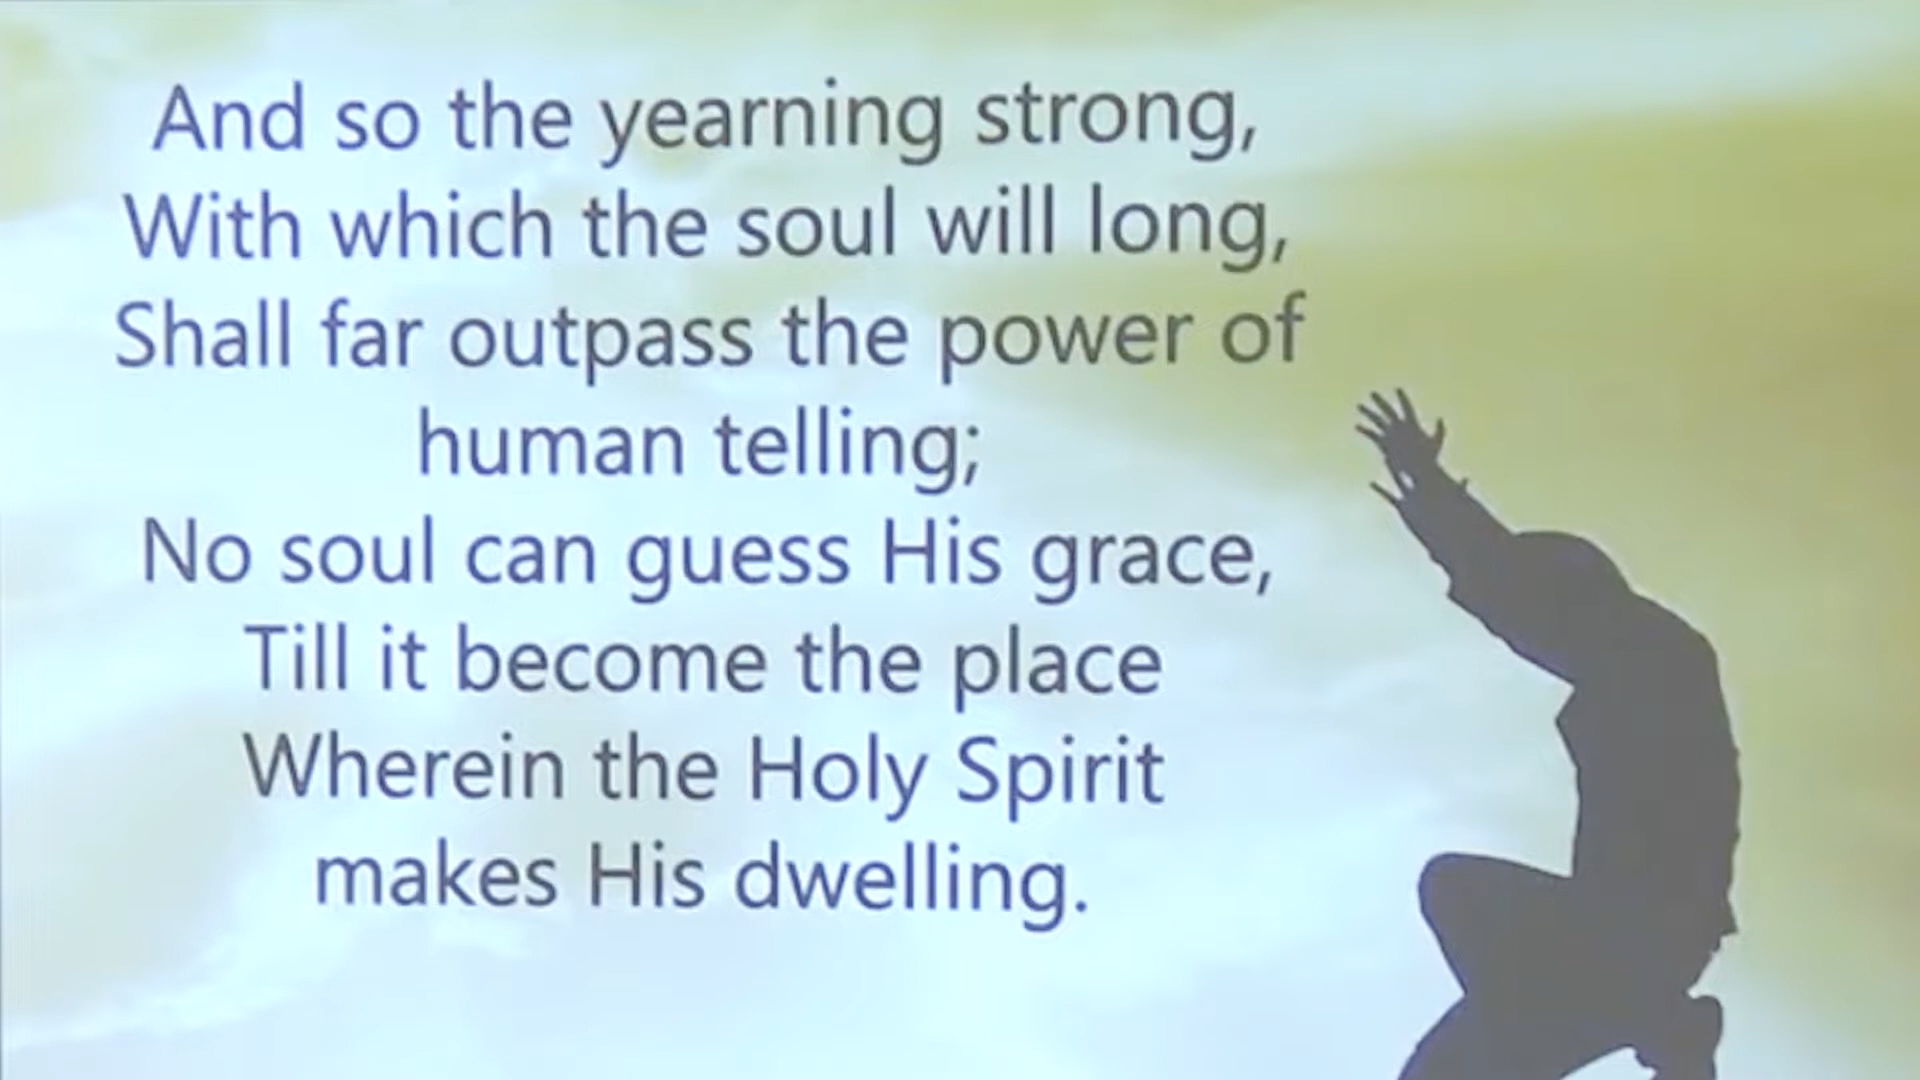 And so the yearning strong,
With which the soul will long,
Shall far outpass the power of
human telling;
No soul can guess His grace,
Till it become the place
Wherein the Holy Spirit
makes His dwelling.